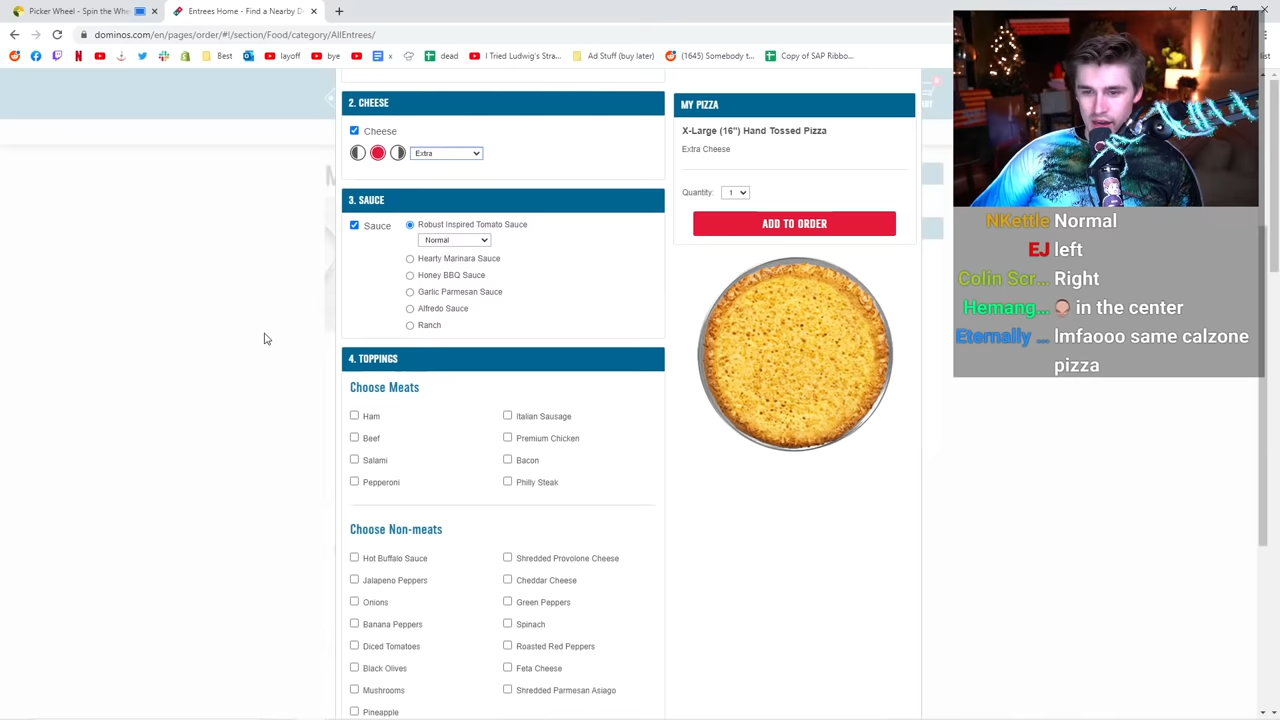 Picker Wheel - Spin the Whe
Entrees Home - Find a Nearby D
dominos.com/en/pages/order/#!/section/Food/category/AllEntrees/
x
layoff
buy
x
dead
I Tried Ludwig's Stra...
Ad Stuff (buy later)
(1645) Somebody t...
Copy of SAP Ribbo...
list
2. CHEESE
Cheese
Extra
3. SAUCE
Sauce
Robust Inspired Tomato Sauce
Normal
Hearty Marinara Sauce
Honey BBQ Sauce
Garlic Parmesan Sauce
Alfredo Sauce
Ranch
4. TOPPINGS
Choose Meats
Ham
Italian Sausage
Beef
Premium Chicken
Salami
Bacon
Pepperoni
Philly Steak
Choose Non-meats
Hot Buffalo Sauce
Shredded Provolone Cheese
Jalapeno Peppers
Cheddar Cheese
Onions
Green Peppers
Banana Peppers
Spinach
Diced Tomatoes
Roasted Red Peppers
Black Olives
Feta Cheese
Mushrooms
Shredded Parmesan Asiago
Pineapple
MY PIZZA
X-Large (16") Hand Tossed Pizza
Extra Cheese
Quantity: 1
ADD TO ORDER
NKettle Normal
EJ left
Colin Scr... Right
Hemang... in the center
Eternally ... lmfaooo same calzone
pizza